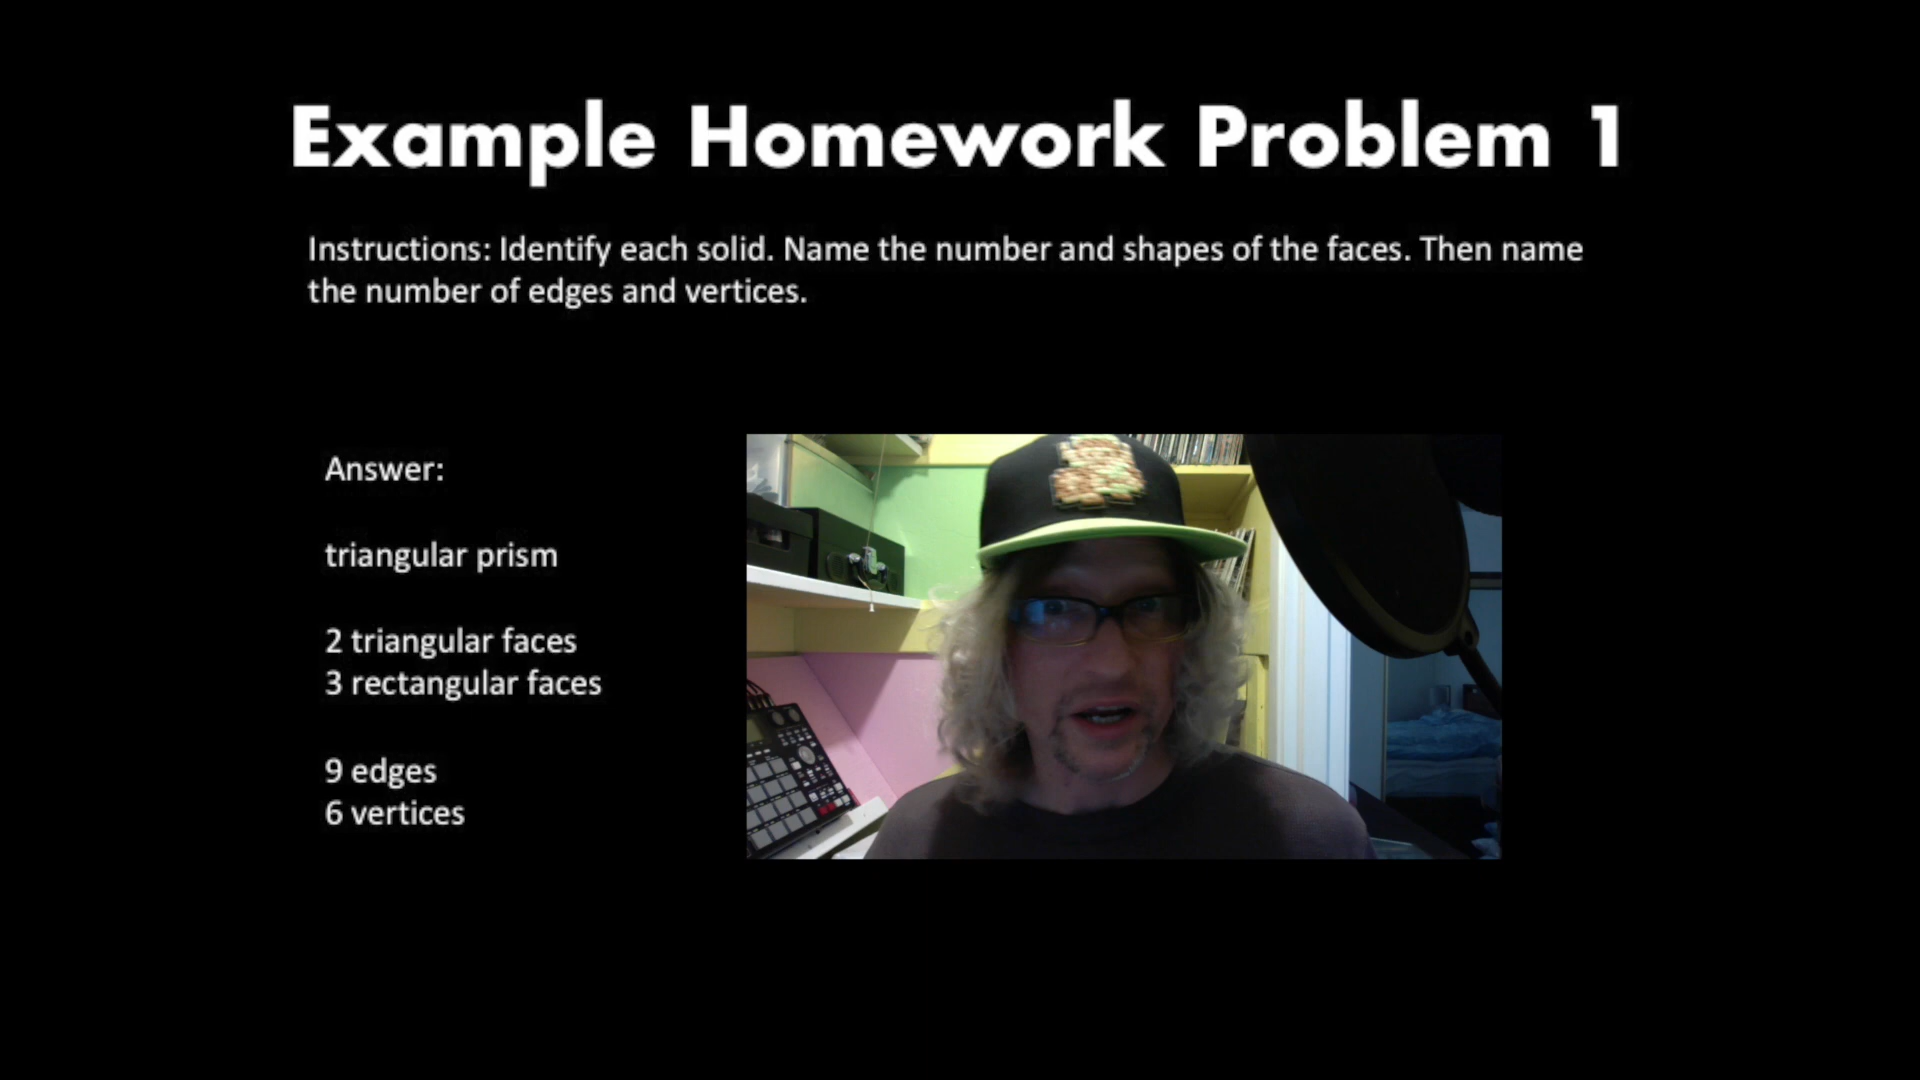 Example Homework Problem 1
Instructions: Identify each solid. Name the number and shapes of the faces. Then name
the number of edges and vertices.
Answer:
triangular prism
2 triangular faces
3 rectangular faces
9 edges
6 vertices